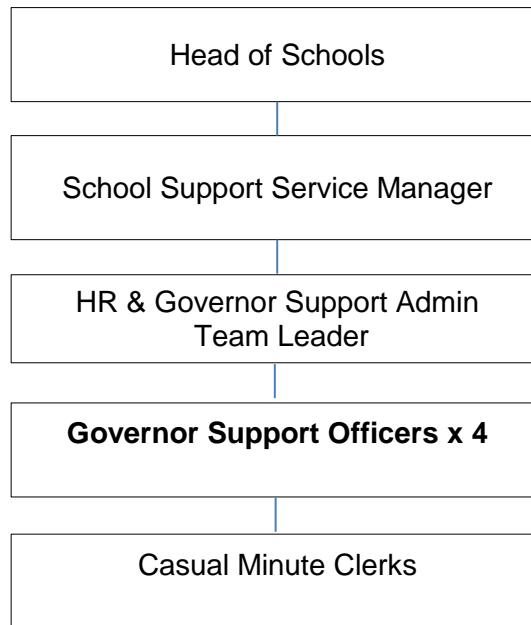 Head of Schools
School Support Service Manager
HR & Governor Support Admin
Team Leader
Governor Support Officers x 4
Casual Minute Clerks